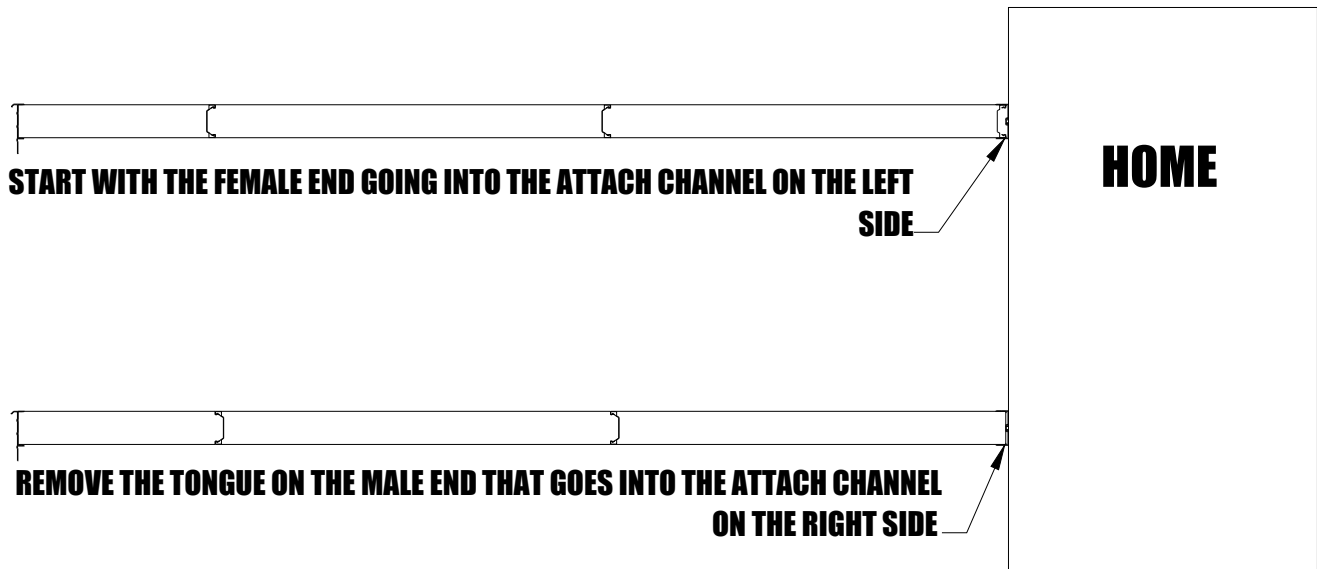 HOME
START WITH THE FEMALE END GOING INTO THE ATTACH CHANNEL ON THE LEFT
SIDE
REMOVE THE TONGUE ON THE MALE END THAT GOES INTO THE ATTACH CHANNEL
ON THE RIGHT SIDE